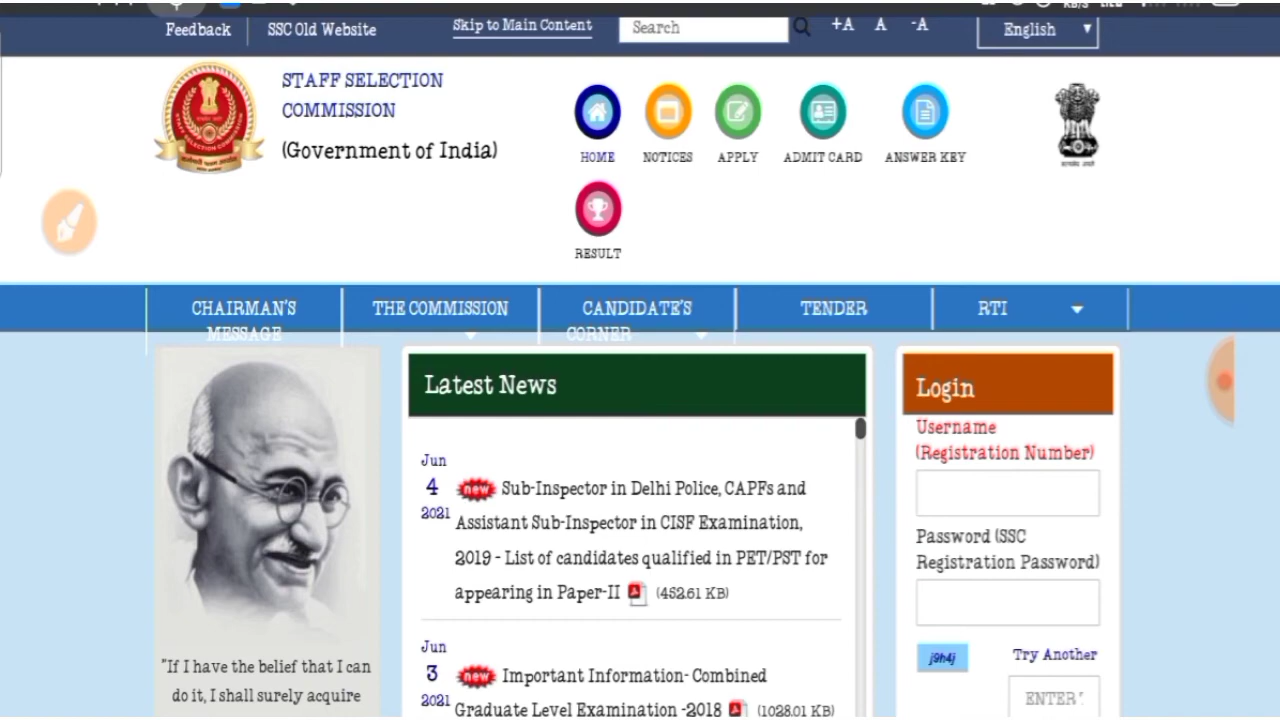 KB/S
Feedback
SSC Old Website
Skip to Main Content
Search
+A A -A
English
STAFF SELECTION
COMMISSION
(Government of India)
HOME
NOTICES
APPLY
ADMIT CARD
ANSWER KEY
RESULT
CHAIRMAN'S
MESSAGE
THE COMMISSION
CANDIDATE'S
CORNER
TENDER
RTI
"If I have the belief that I can
do it, I shall surely acquire
Latest News
Jun
4
2021
new Sub-Inspector in Delhi Police, CAPFs and
Assistant Sub-Inspector in CISF Examination,
2019 - List of candidates qualified in PET/PST for
appearing in Paper-II (452.61 KB)
Jun
3
2021
new Important Information- Combined
Graduate Level Examination -2018 (1028.01 KB)
Login
Username
(Registration Number)
Password (SSC
Registration Password)
j9h4j
Try Another
ENTER